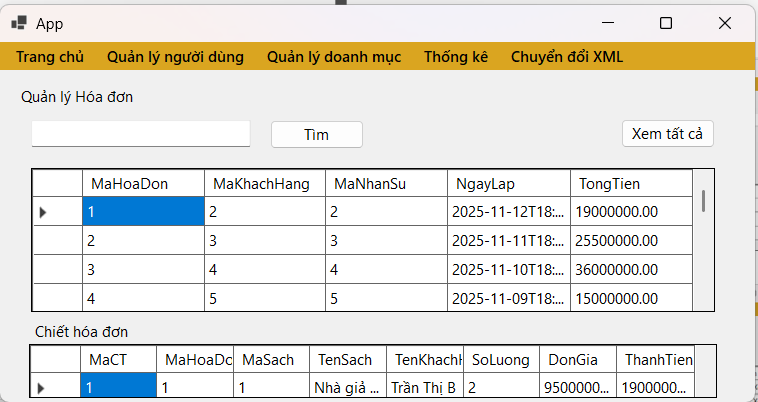 App
Trang chủ Quản lý người dùng Quản lý doanh mục Thống kê Chuyển đổi XML
Quản lý Hóa đơn
Tìm Xem tất cả
MaHoaDon MaKhachHang MaNhanSu NgayLap TongTien
1 2 2 2025-11-12T18:... 19000000.00
2 3 3 2025-11-11T18:... 25500000.00
3 4 4 2025-11-10T18:... 36000000.00
4 5 5 2025-11-09T18:... 15000000.00
Chiết hóa đơn
MaCT MaHoaDo MaSach TenSach TenKhachH SoLuong DonGia ThanhTien
1 1 1 Nhà giả ... Trần Thị B 2 9500000... 1900000...